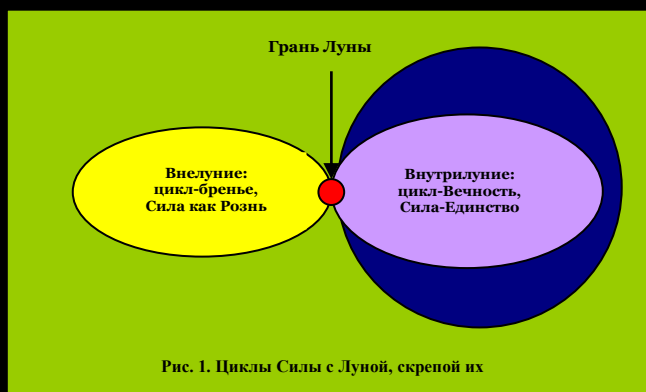 Грань Луны
Внелуние:
цикл-бренье,
Сила как Рознь
Внутрилуние:
цикл-Вечность,
Сила-Единство
Рис. 1. Циклы Силы с Луной, скрепой их